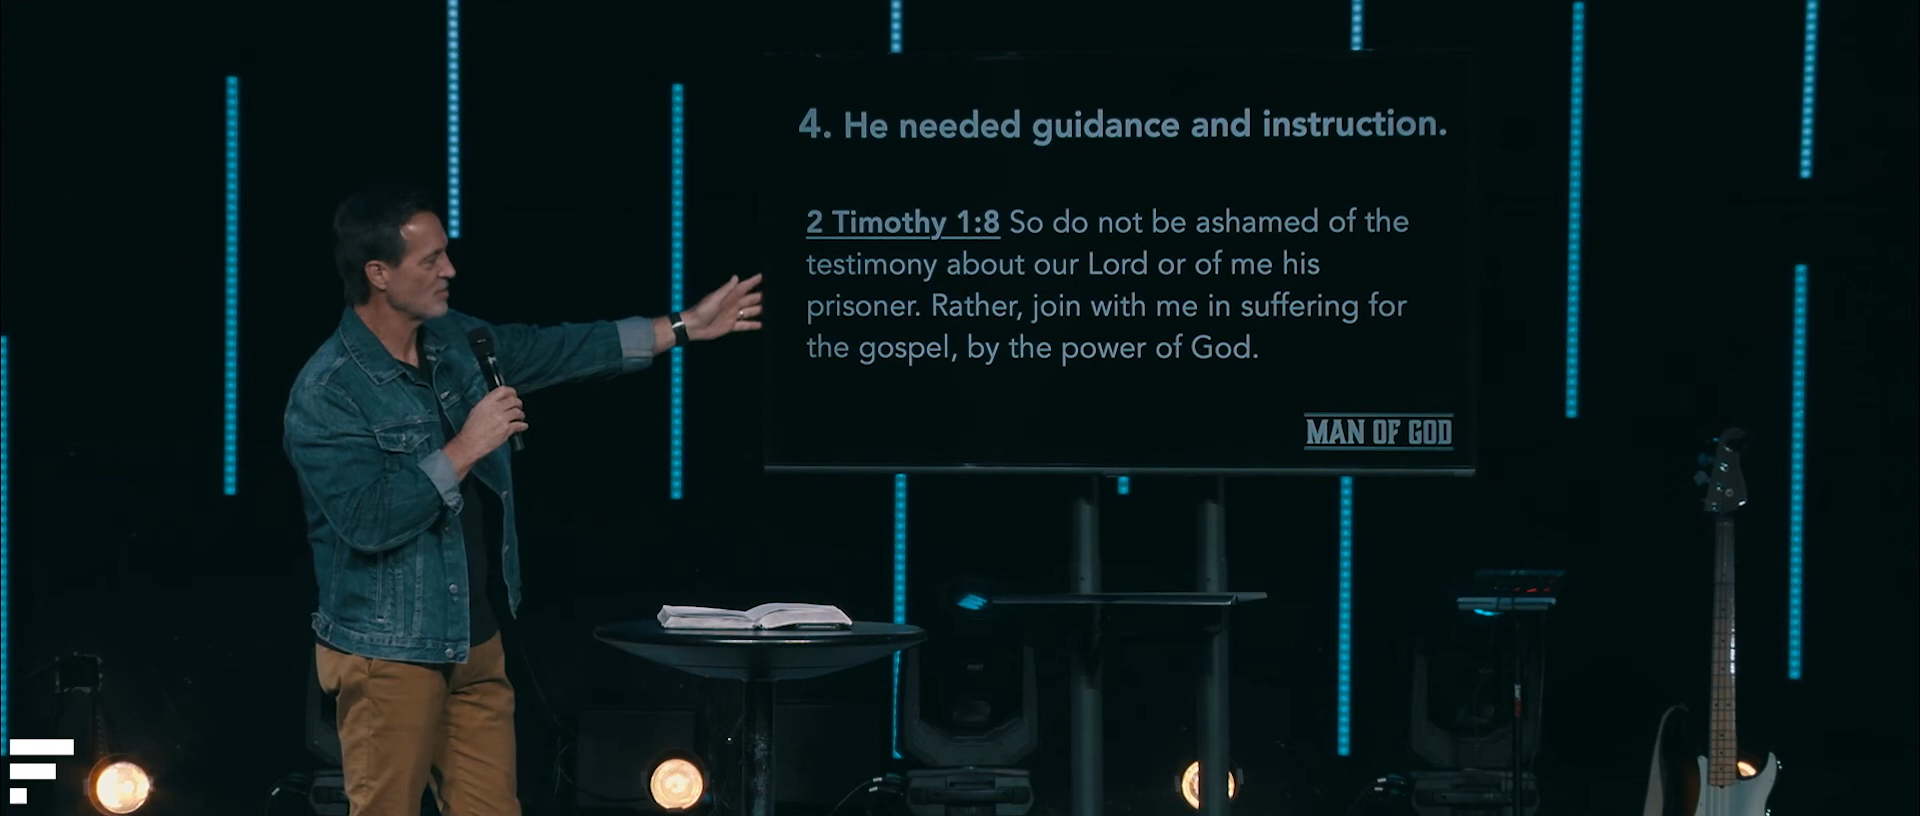 4. He needed guidance and instruction.
2 Timothy 1:8 So do not be ashamed of the
testimony about our Lord or of me his
prisoner. Rather, join with me in suffering for
the gospel, by the power of God.
MAN OF GOD